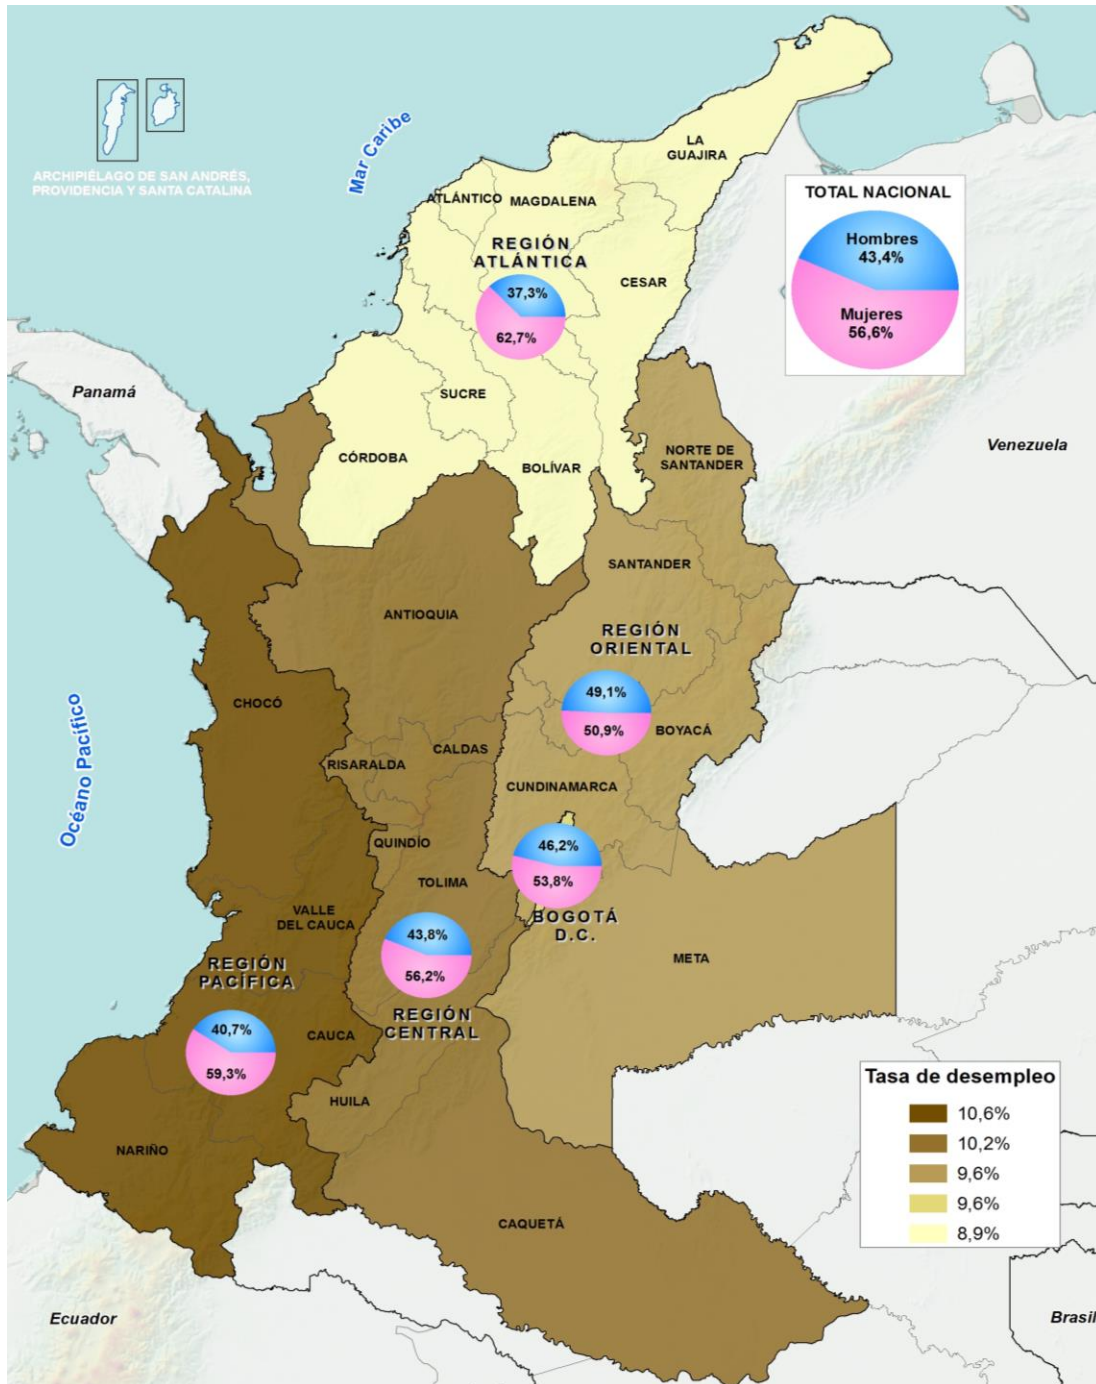 ARCHIPIÉLAGO DE SAN ANDRÉS,
PROVIDENCIA Y SANTA CATALINA
Mar Caribe
LA
GUAJIRA
ATLÁNTICO
MAGDALENA
TOTAL NACIONAL
Hombres
43,4%
Mujeres
56,6%
REGIÓN
ATLÁNTICA
37,3%
62,7%
CESAR
Panamá
SUCRE
CÓRDOBA
BOLÍVAR
NORTE DE
SANTANDER
Venezuela
SANTANDER
ANTIOQUIA
REGIÓN
ORIENTAL
49,1%
50,9%
BOYACÁ
CHOCÓ
Océano Pacífico
CALDAS
RISARALDA
CUNDINAMARCA
QUINDÍO
TOLIMA
46,2%
53,8%
BOGOTÁ
D.C.
VALLE
DEL CAUCA
43,8%
56,2%
REGIÓN
CENTRAL
META
REGIÓN
PACÍFICA
40,7%
59,3%
CAUCA
HUILA
NARIÑO
CAQUETÁ
Tasa de desempleo
10,6%
10,2%
9,6%
9,6%
8,9%
Ecuador
Brasil